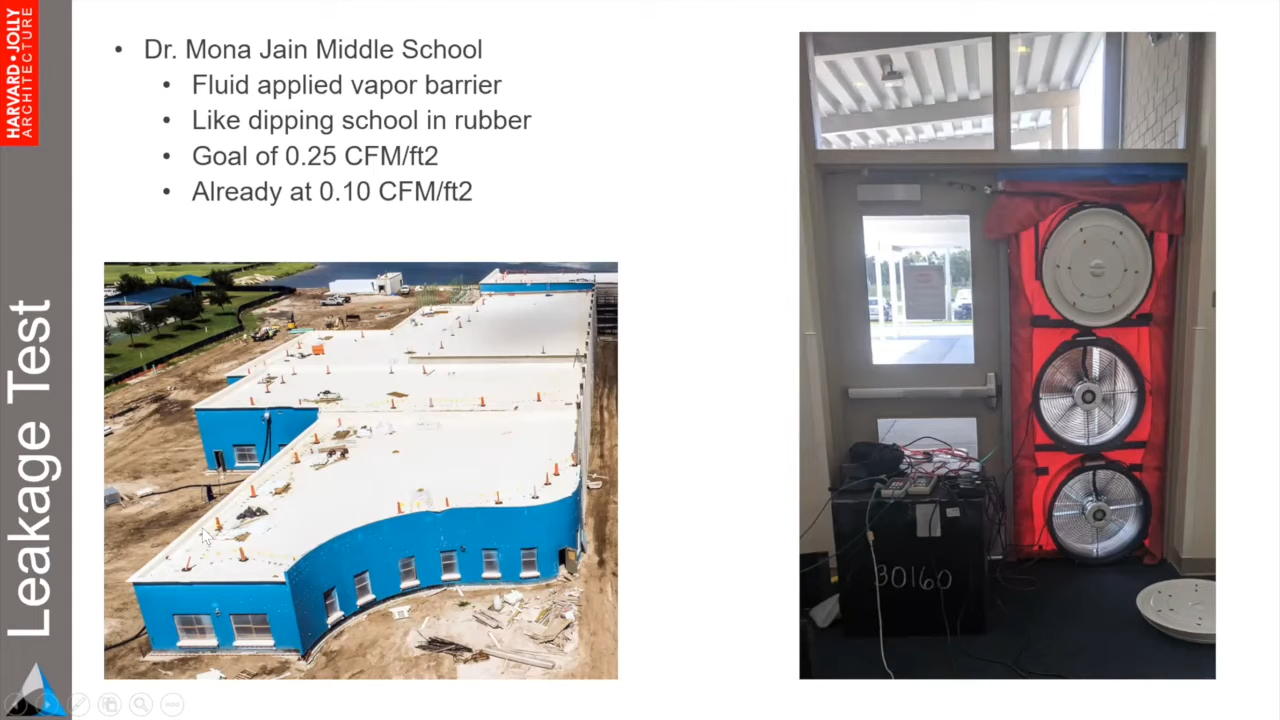 HARVARD • JOLLY
ARCHITECTURE
Leakage Test
• Dr. Mona Jain Middle School
• Fluid applied vapor barrier
• Like dipping school in rubber
• Goal of 0.25 CFM/ft2
• Already at 0.10 CFM/ft2
30160